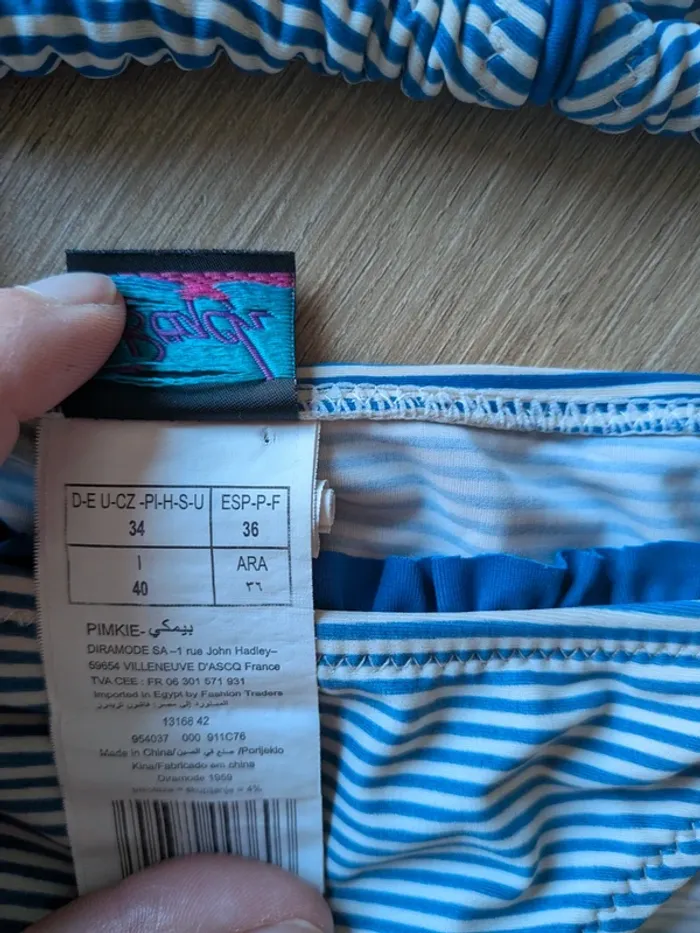 D-E U-CZ -PI-H-S-U
34
ESP-P-F
36
I
40
ARA
٣٦
PIMKIE-بيمكي
DIRAMODE SA –1 rue John Hadley–
59654 VILLENEUVE D'ASCQ France
TVA CEE : FR 06 301 571 931
Imported in Egypt by Fashion Traders
13166 42
954037 000 911C76
Made in China/صنع في الصين/Porijeklo
Kina/Fabricado em china
Diramode 1989